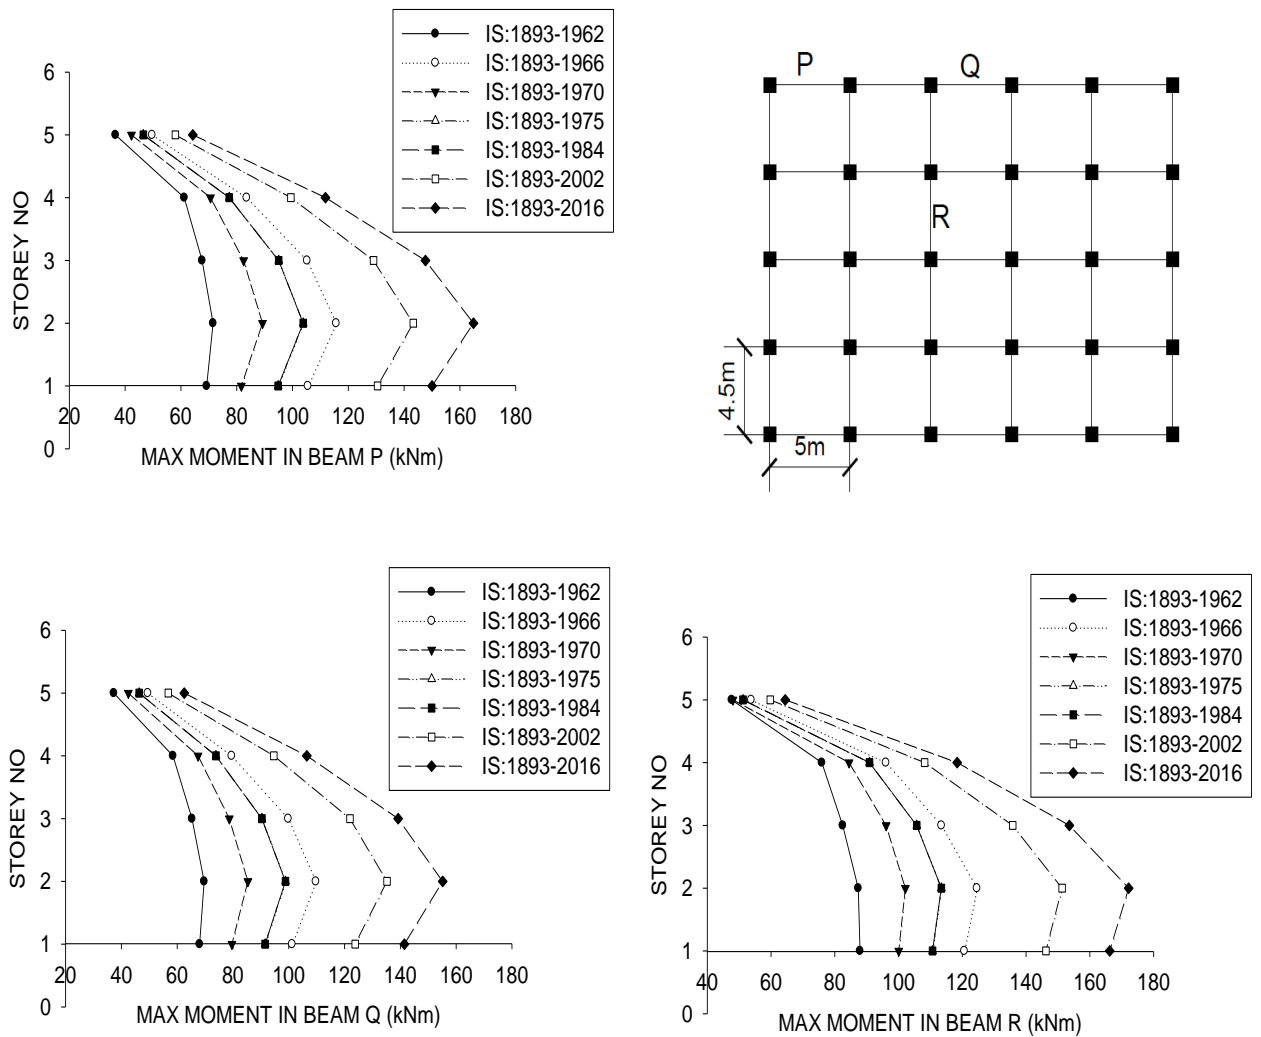 IS:1893-1962
IS:1893-1966
IS:1893-1970
IS:1893-1975
IS:1893-1984
IS:1893-2002
IS:1893-2016
STOREY NO
6
5
4
3
2
1
0
20 40 60 80 100 120 140 160 180
MAX MOMENT IN BEAM P (kNm)
P Q
R
4.5m
5m
IS:1893-1962
IS:1893-1966
IS:1893-1970
IS:1893-1975
IS:1893-1984
IS:1893-2002
IS:1893-2016
STOREY NO
6
5
4
3
2
1
0
20 40 60 80 100 120 140 160 180
MAX MOMENT IN BEAM Q (kNm)
IS:1893-1962
IS:1893-1966
IS:1893-1970
IS:1893-1975
IS:1893-1984
IS:1893-2002
IS:1893-2016
STOREY NO
6
5
4
3
2
1
0
40 60 80 100 120 140 160 180
MAX MOMENT IN BEAM R (kNm)